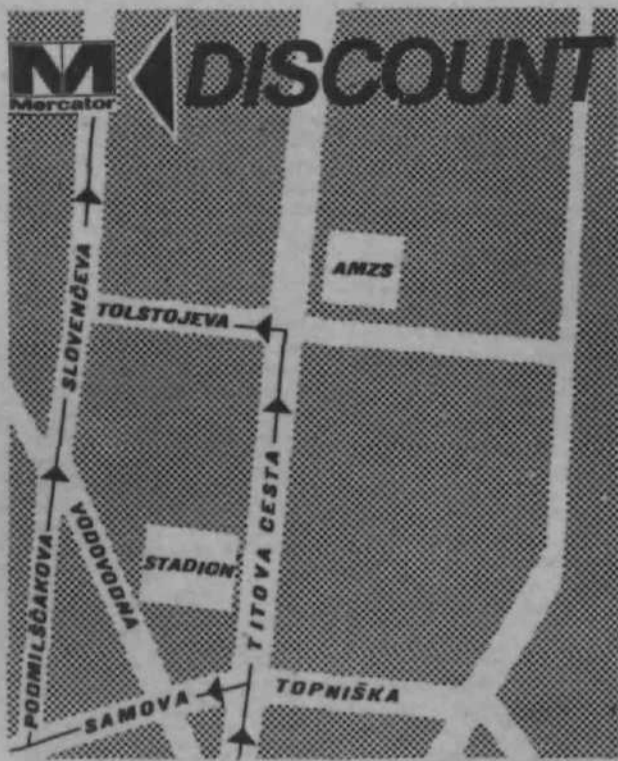 M DISCOUNT
Mercator
AMZS
TOLSTOJEVA
SLOVENČEVA
TITOVA CESTA
STADION
VODOVODNA
PODMILŠČAKOVA
SAMOVA
TOPNIŠKA